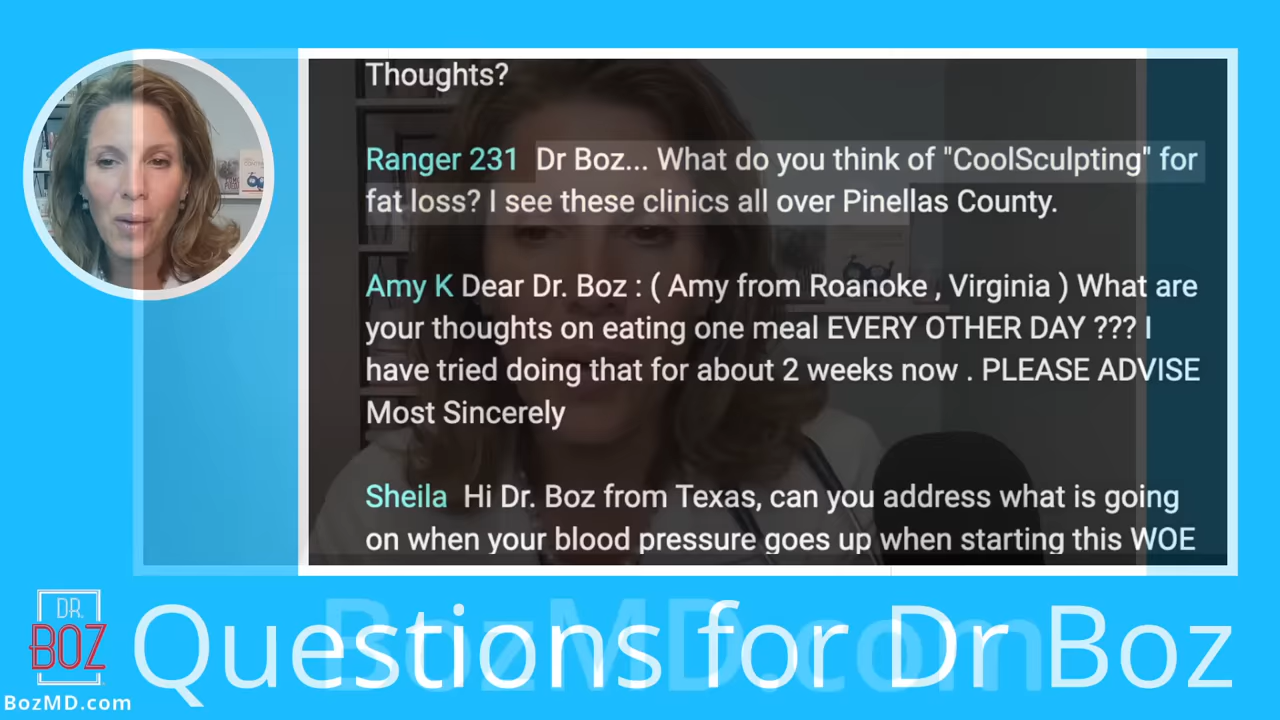 Thoughts?
Ranger 231 Dr Boz... What do you think of "CoolSculpting" for
fat loss? I see these clinics all over Pinellas County.
Amy K Dear Dr. Boz : ( Amy from Roanoke , Virginia ) What are
your thoughts on eating one meal EVERY OTHER DAY ??? I
have tried doing that for about 2 weeks now . PLEASE ADVISE
Most Sincerely
Sheila Hi Dr. Boz from Texas, can you address what is going
on when your blood pressure goes up when starting this WOE
DR.
BOZ
BozMD.com
Questions for Dr Boz
BozMD.com